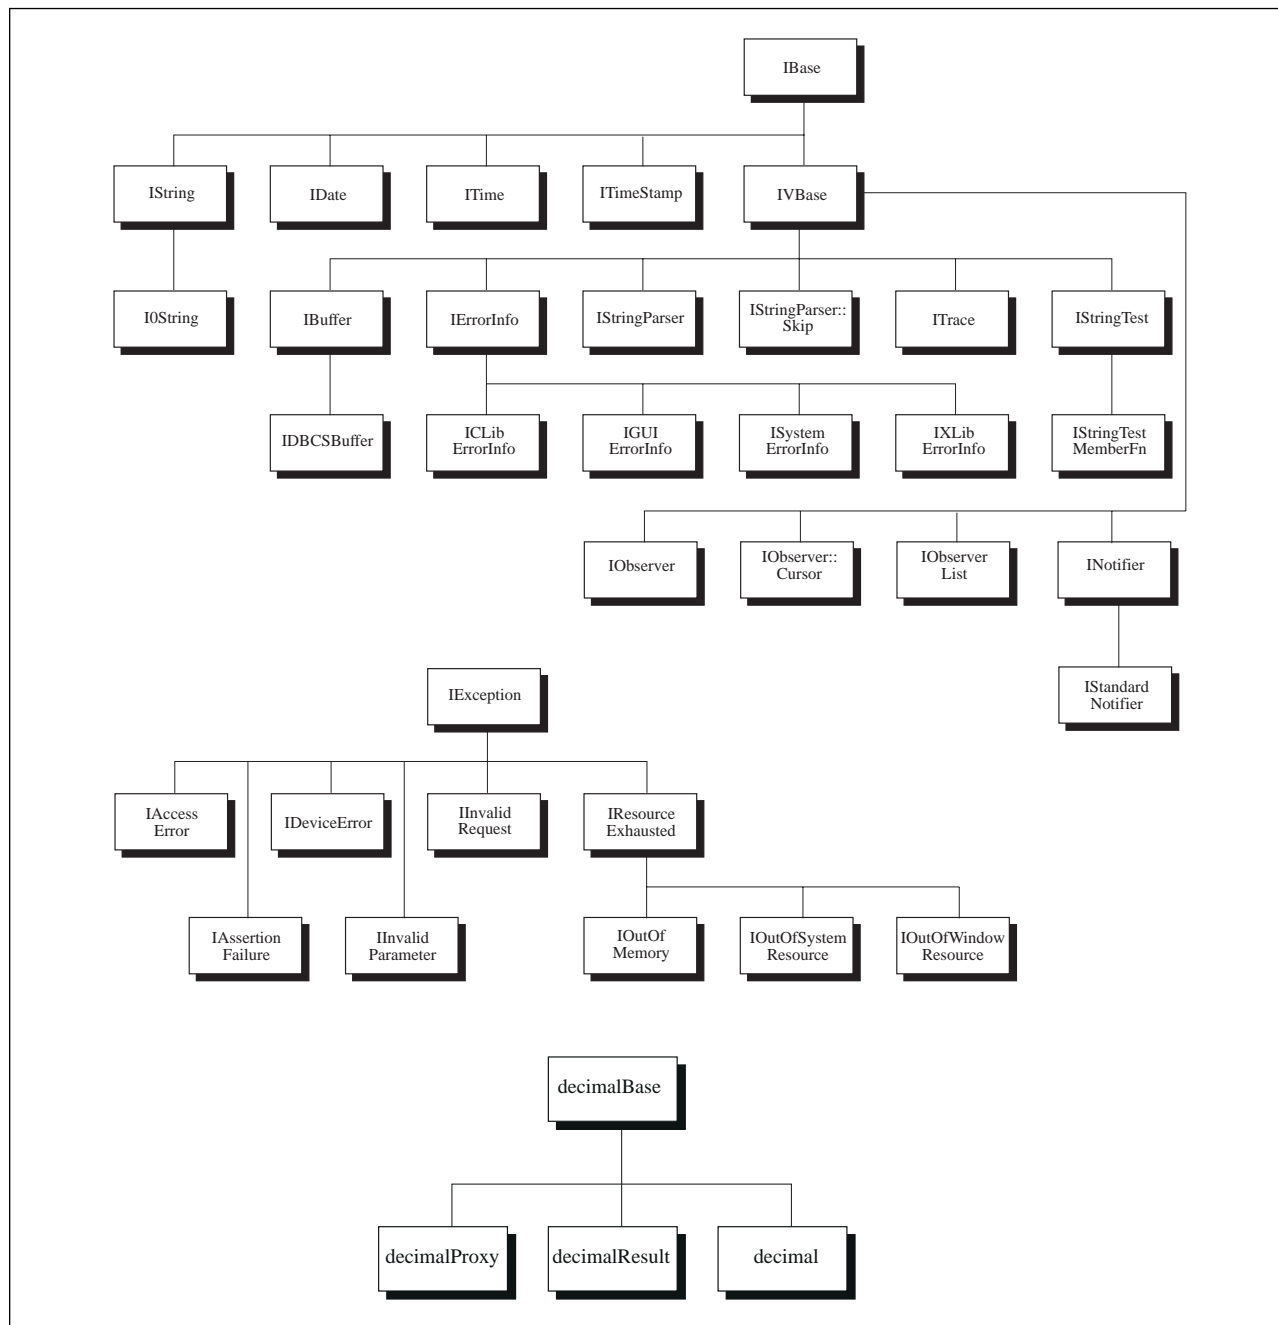 IBase
IString
IDate
ITime
ITimeStamp
IVBase
I0String
IBuffer
IErrorInfo
IStringParser
IStringParser::
Skip
ITrace
IStringTest
IDBCSBuffer
ICLib
ErrorInfo
IGUI
ErrorInfo
ISystem
ErrorInfo
IXLib
ErrorInfo
IStringTest
MemberFn
IObserver
IObserver::
Cursor
IObserver
List
INotifier
IStandard
Notifier
IException
IAccess
Error
IDeviceError
IInvalid
Request
IResource
Exhausted
IAssertion
Failure
IInvalid
Parameter
IOutOf
Memory
IOutOfSystem
Resource
IOutOfWindow
Resource
decimalBase
decimalProxy
decimalResult
decimal